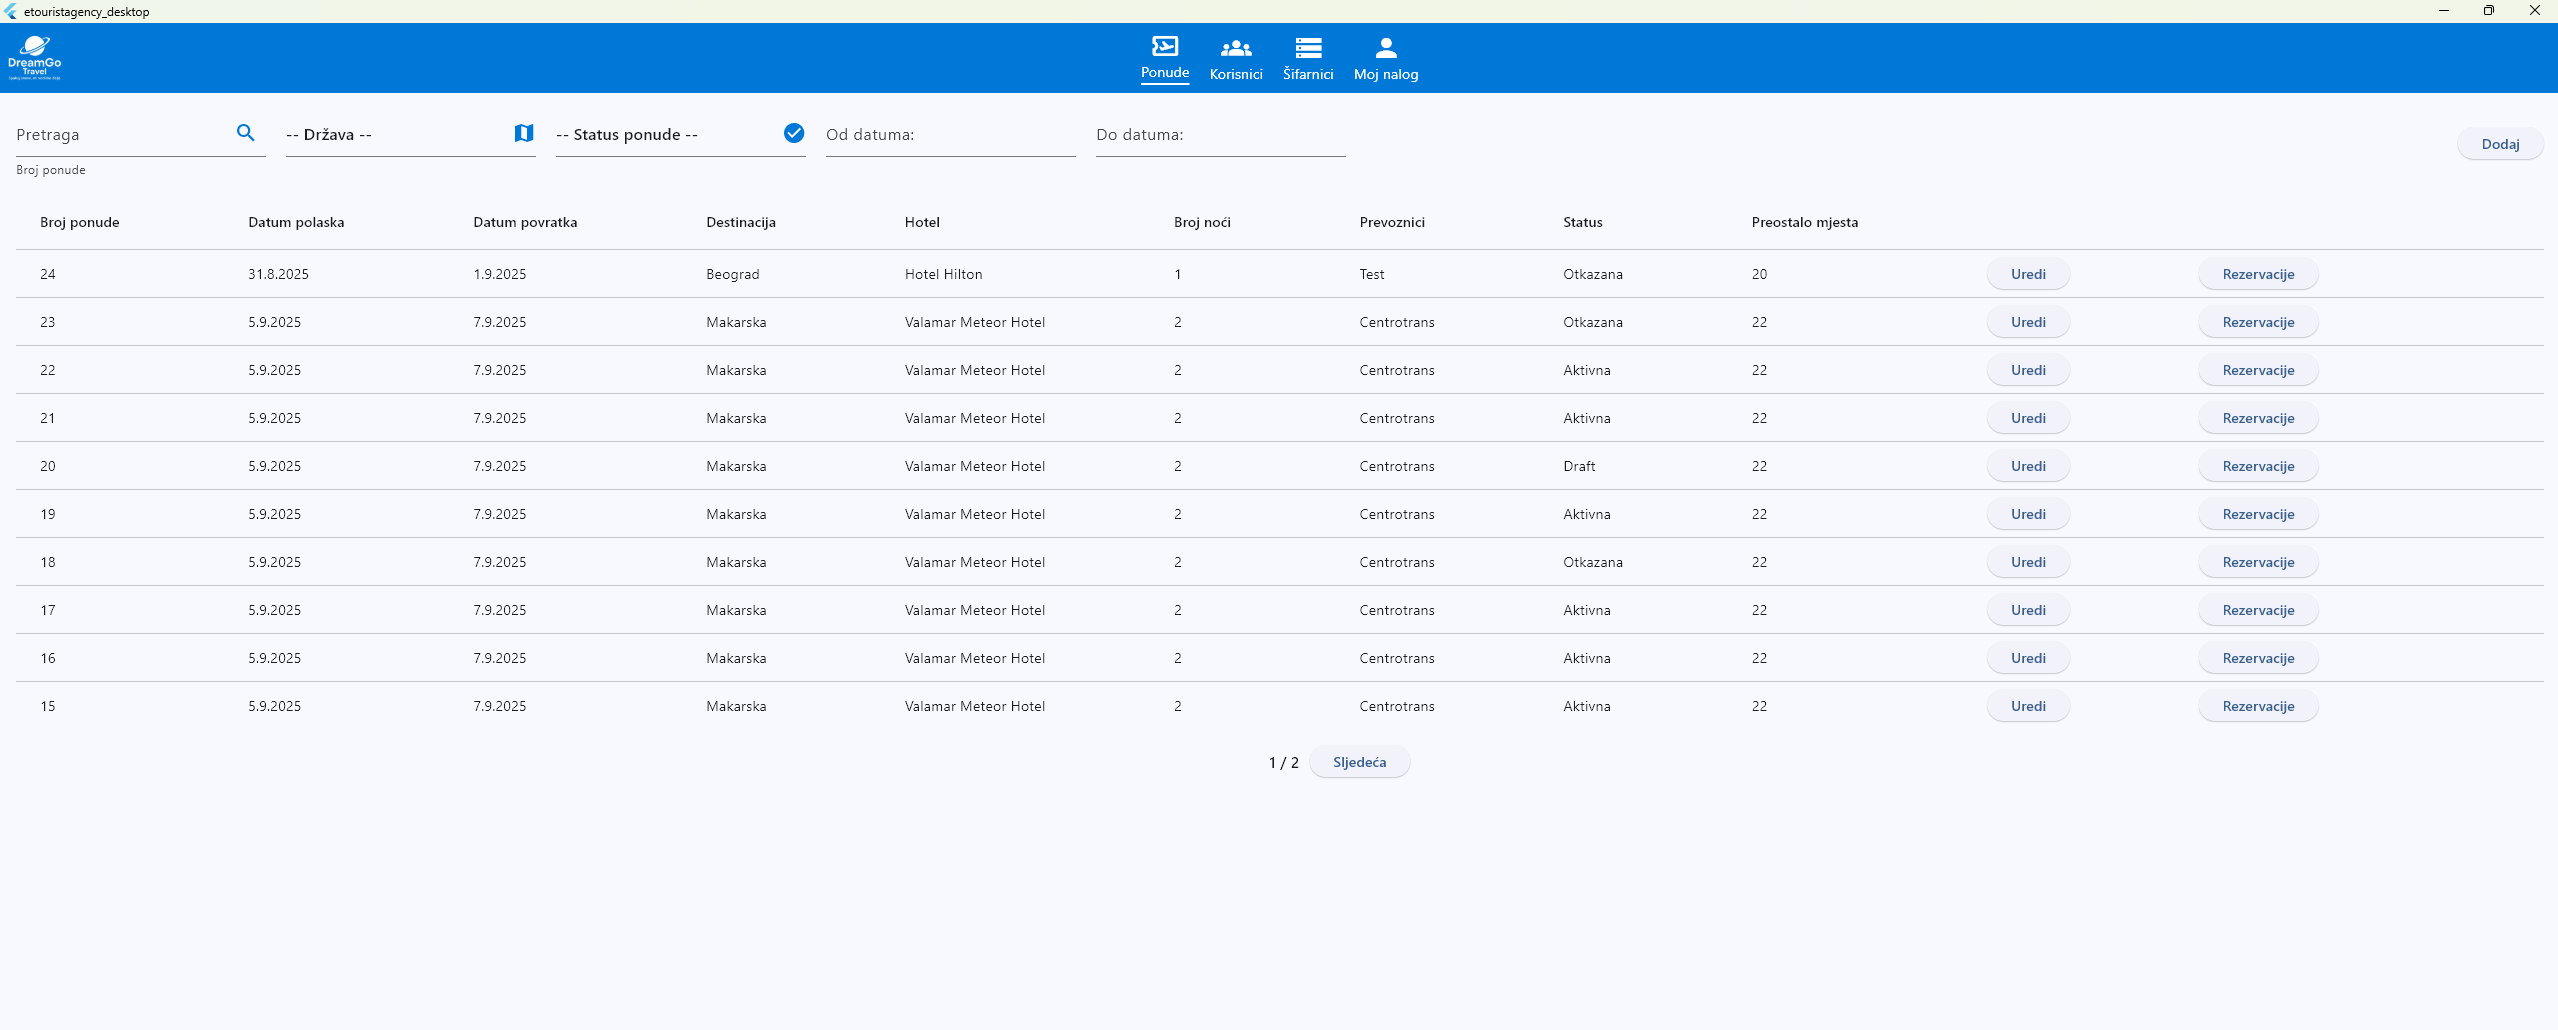 etouristagency_desktop
DreamGo
Travel
Ponude Korisnici Šifarnici Moj nalog
Pretraga -- Država -- -- Status ponude -- Od datuma: Do datuma: Dodaj
Broj ponude
Broj ponude Datum polaska Datum povratka Destinacija Hotel Broj noći Prevoznici Status Preostalo mjesta
24 31.8.2025 1.9.2025 Beograd Hotel Hilton 1 Test Otkazana 20 Uredi Rezervacije
23 5.9.2025 7.9.2025 Makarska Valamar Meteor Hotel 2 Centrotrans Otkazana 22 Uredi Rezervacije
22 5.9.2025 7.9.2025 Makarska Valamar Meteor Hotel 2 Centrotrans Aktivna 22 Uredi Rezervacije
21 5.9.2025 7.9.2025 Makarska Valamar Meteor Hotel 2 Centrotrans Aktivna 22 Uredi Rezervacije
20 5.9.2025 7.9.2025 Makarska Valamar Meteor Hotel 2 Centrotrans Draft 22 Uredi Rezervacije
19 5.9.2025 7.9.2025 Makarska Valamar Meteor Hotel 2 Centrotrans Aktivna 22 Uredi Rezervacije
18 5.9.2025 7.9.2025 Makarska Valamar Meteor Hotel 2 Centrotrans Otkazana 22 Uredi Rezervacije
17 5.9.2025 7.9.2025 Makarska Valamar Meteor Hotel 2 Centrotrans Aktivna 22 Uredi Rezervacije
16 5.9.2025 7.9.2025 Makarska Valamar Meteor Hotel 2 Centrotrans Aktivna 22 Uredi Rezervacije
15 5.9.2025 7.9.2025 Makarska Valamar Meteor Hotel 2 Centrotrans Aktivna 22 Uredi Rezervacije
1 / 2 Sljedeća